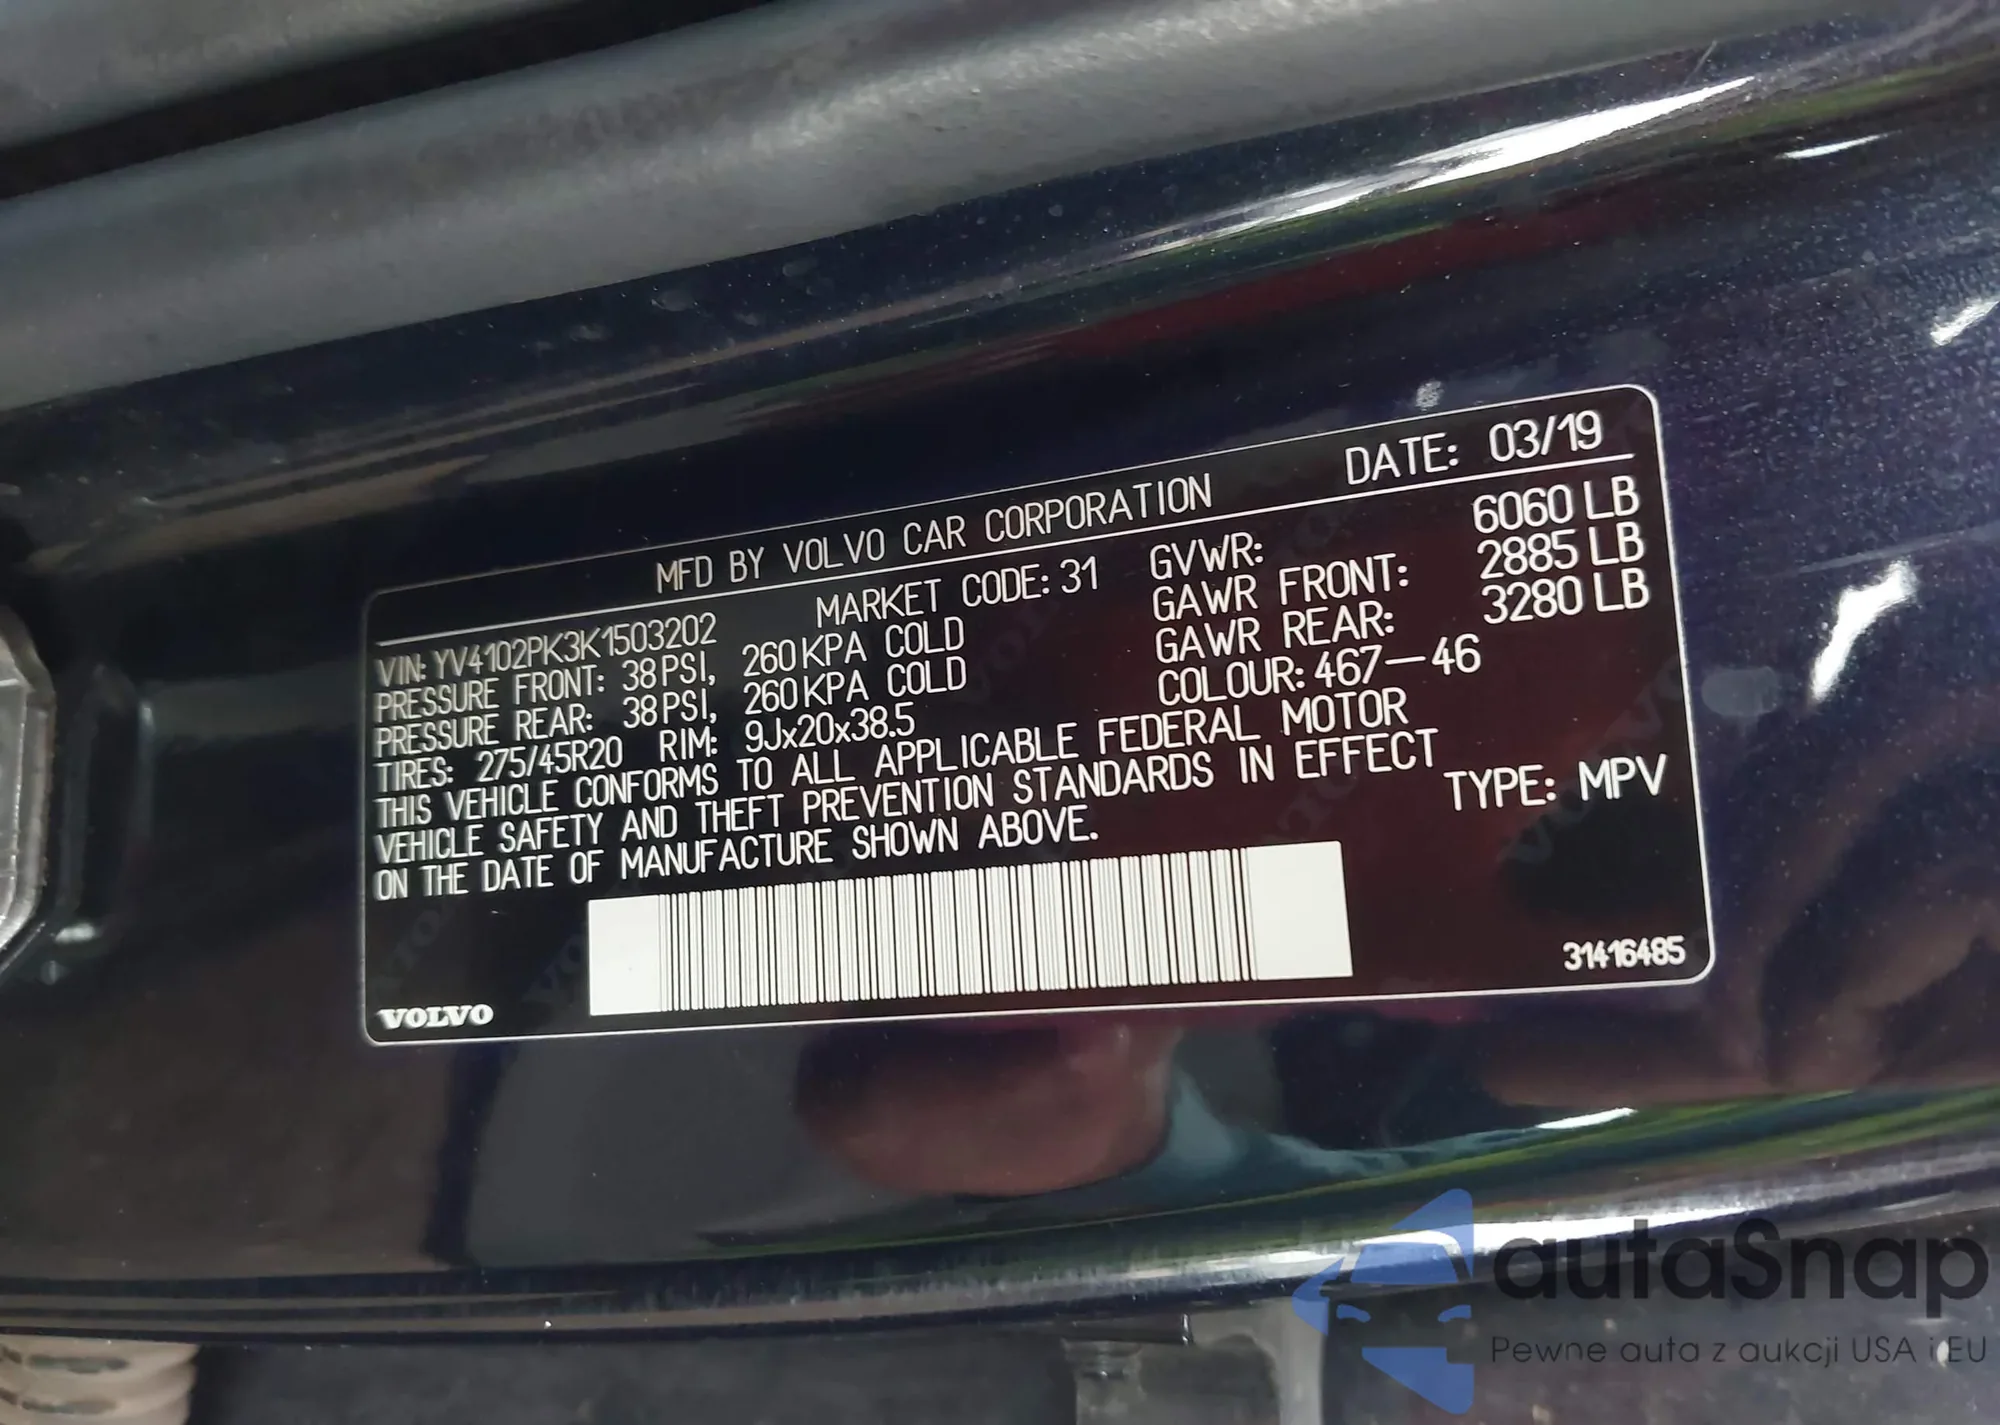 MFD BY VOLVO CAR CORPORATION DATE: 03/19
VIN: YV4102PK3K1503202 MARKET CODE: 31 GVWR: 6060 LB
PRESSURE FRONT: 38 PSI, 260 KPA COLD GAWR FRONT: 2885 LB
PRESSURE REAR: 38 PSI, 260 KPA COLD GAWR REAR: 3280 LB
TIRES: 275/45R20 RIM: 9Jx20x38.5 COLOUR: 467-46
THIS VEHICLE CONFORMS TO ALL APPLICABLE FEDERAL MOTOR
VEHICLE SAFETY AND THEFT PREVENTION STANDARDS IN EFFECT
ON THE DATE OF MANUFACTURE SHOWN ABOVE. TYPE: MPV
31416485
VOLVO
autaSnap
Pewne auta z aukcji USA i EU